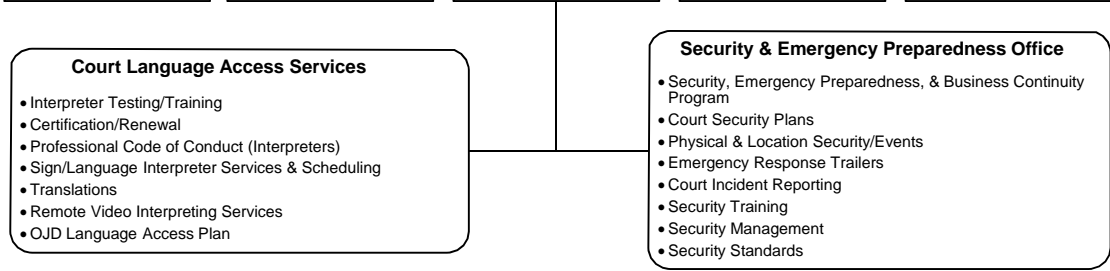 Court Language Access Services
• Interpreter Testing/Training
• Certification/Renewal
• Professional Code of Conduct (Interpreters)
• Sign/Language Interpreter Services & Scheduling
• Translations
• Remote Video Interpreting Services
• OJD Language Access Plan
Security & Emergency Preparedness Office
• Security, Emergency Preparedness, & Business Continuity
Program
• Court Security Plans
• Physical & Location Security/Events
• Emergency Response Trailers
• Court Incident Reporting
• Security Training
• Security Management
• Security Standards